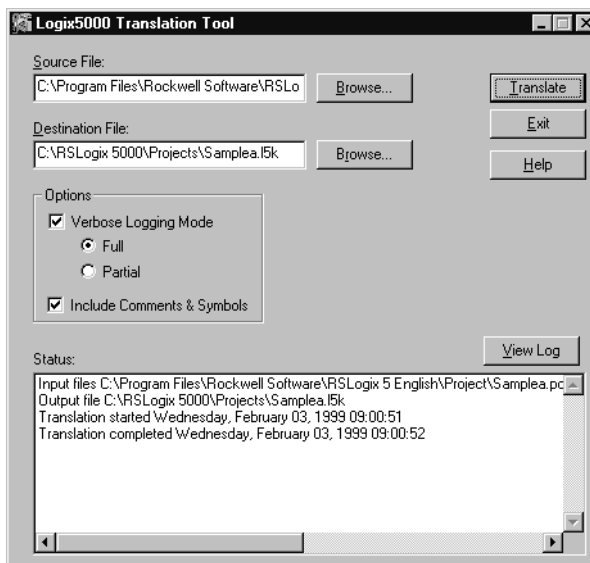 Logix5000 Translation Tool
Source File:
C:\Program Files\Rockwell Software\RSLo
Browse...
Translate
Exit
Destination File:
C:\RSLogix 5000\Projects\Samplea.l5k
Browse...
Help
Options
Verbose Logging Mode
Full
Partial
Include Comments & Symbols
View Log
Status:
Input files C:\Program Files\Rockwell Software\RSLogix 5 English\Project\Samplea.pc
Output file C:\RSLogix 5000\Projects\Samplea.l5k
Translation started Wednesday, February 03, 1999 09:00:51
Translation completed Wednesday, February 03, 1999 09:00:52